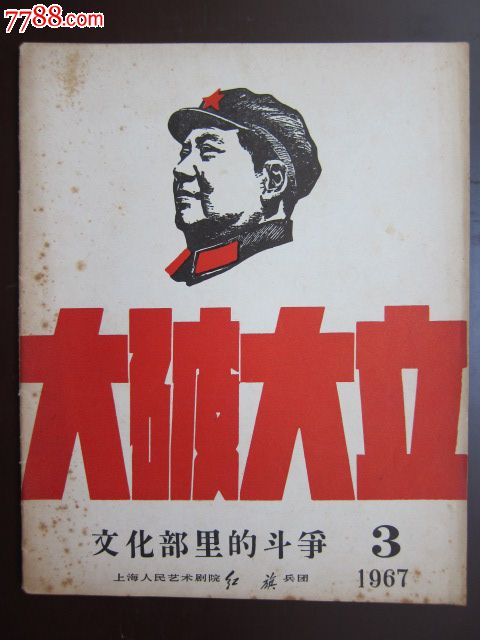 7788.com
大破大立
文化部里的斗争 3
上海人民艺术剧院 红旗 兵团 1967